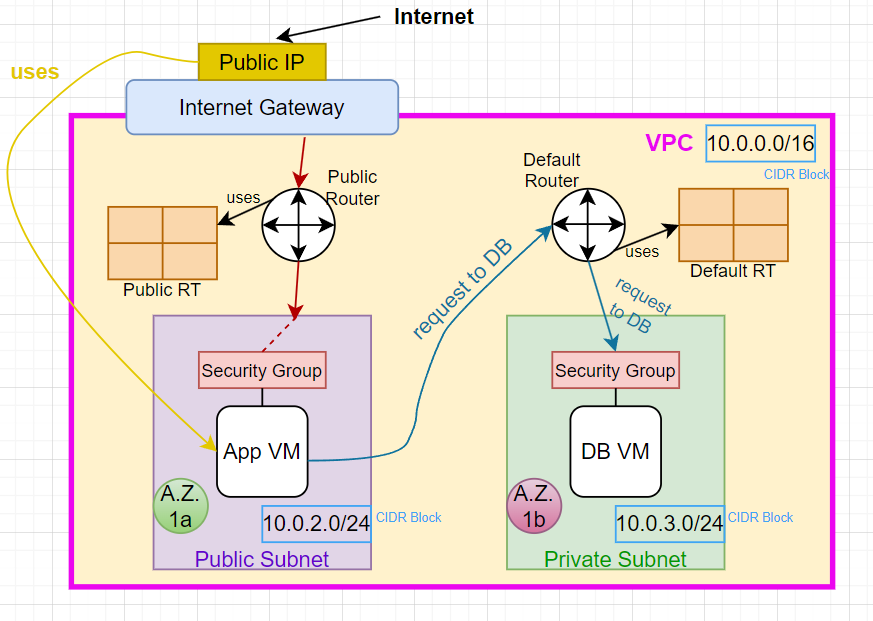 Internet
Public IP
uses
Internet Gateway
VPC
10.0.0.0/16
CIDR Block
Public
Router
uses
Public RT
Default
Router
uses
Default RT
request to DB
request
to DB
Security Group
App VM
A.Z.
1a
10.0.2.0/24
CIDR Block
Public Subnet
Security Group
DB VM
A.Z.
1b
10.0.3.0/24
CIDR Block
Private Subnet